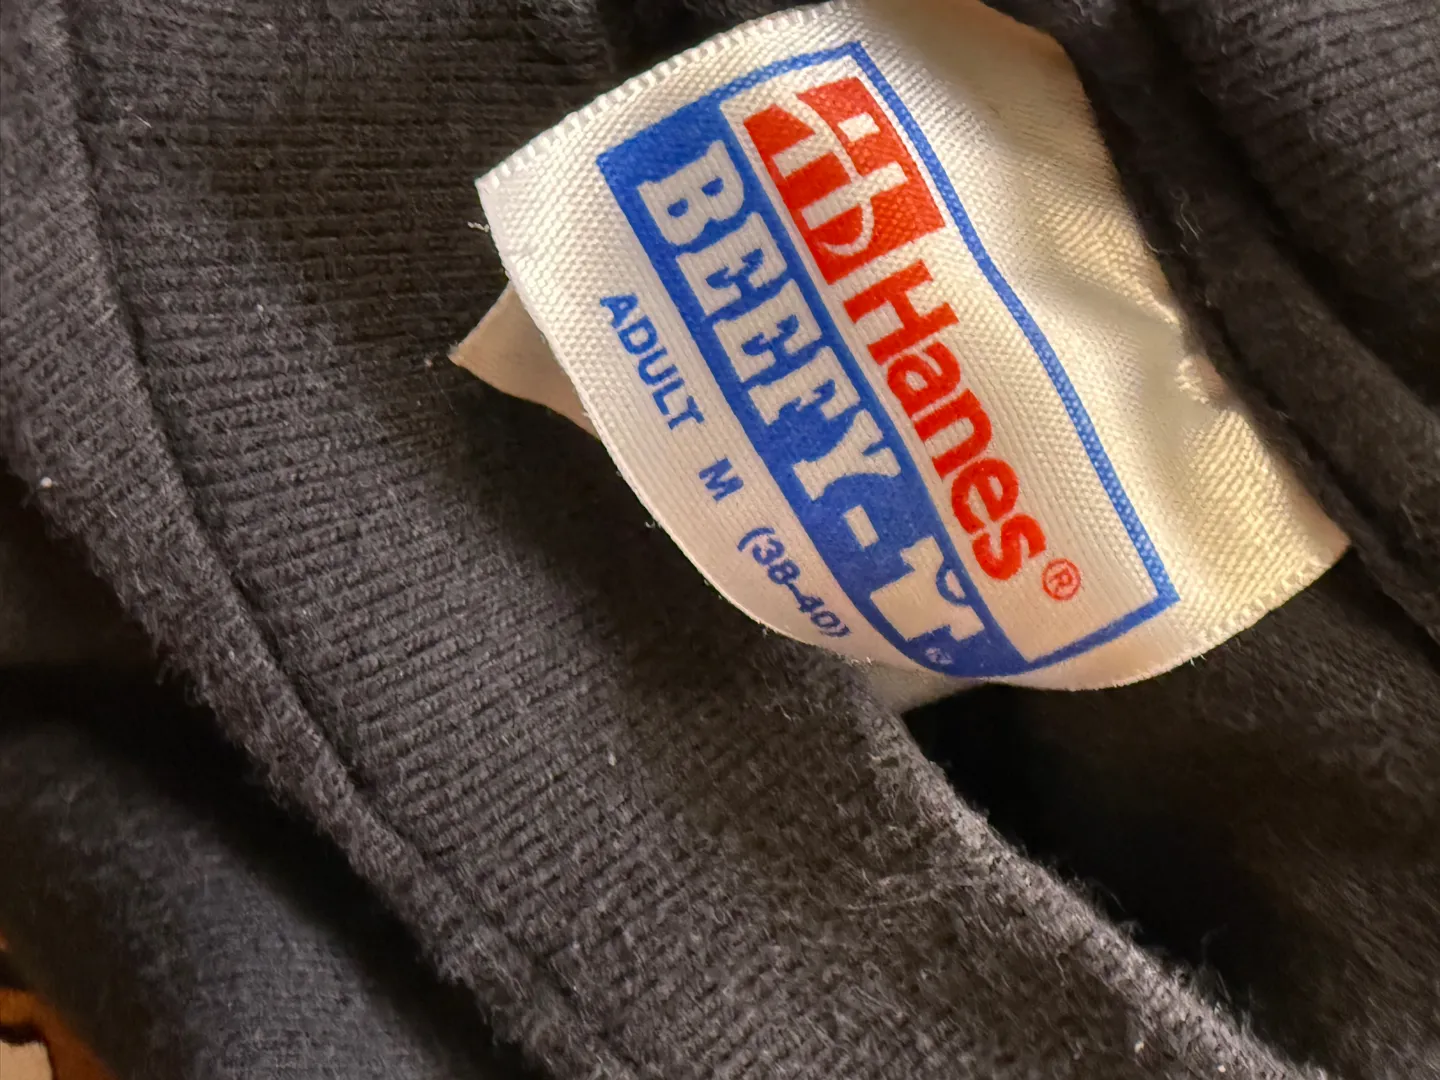 Hanes®
BEEFY-T®
ADULT M (38-40)